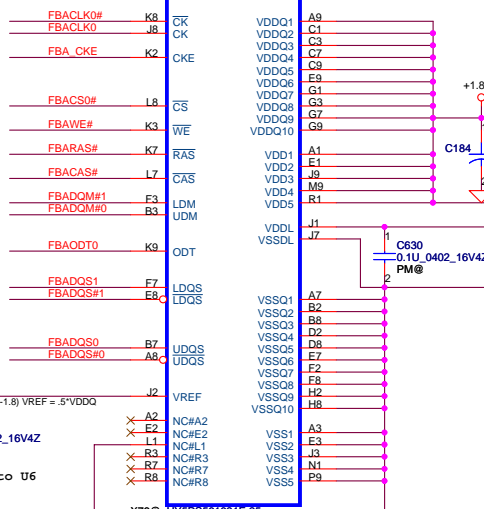 FBACLK0# K8 CK VDDQ1 A9
FBACLK0 J8 CK VDDQ2 C1
VDDQ3 C3
FBA_CKE K2 CKE VDDQ4 C7
VDDQ5 C9
VDDQ6 E9
VDDQ7 G1
FBACS0# L8 CS VDDQ8 G3
VDDQ9 G7
FBAWE# K3 WE VDDQ10 G9
+1.8
FBARAS# K7 RAS VDD1 A1
VDD2 E1
FBACAS# L7 CAS VDD3 J9
VDD4 M9
FBADQM#1 F3 LDM VDD5 R1
FBADQM#0 B3 UDM
C184
2
VDDL J1
VSSDL J7
FBAODT0 K9 ODT
1
C630
0.1U_0402_16V4Z
PM@
2
FBADQS1 F7 LDQS
FBADQS#1 E8 LDQS VSSQ1 A7
VSSQ2 B2
VSSQ3 B8
VSSQ4 D2
FBADQS0 B7 UDQS VSSQ5 D8
FBADQS#0 A8 UDQS VSSQ6 E7
VSSQ7 F2
VSSQ8 F8
J2 VREF VSSQ9 H2
-1.8) VREF = .5*VDDQ VSSQ10 H8
A2 NC#A2
E2 NC#E2 VSS1 A3
2_16V4Z L1 NC#L1 VSS2 E3
R3 NC#R3 VSS3 J3
R7 NC#R7 VSS4 N1
co U6 R8 NC#R8 VSS5 P9